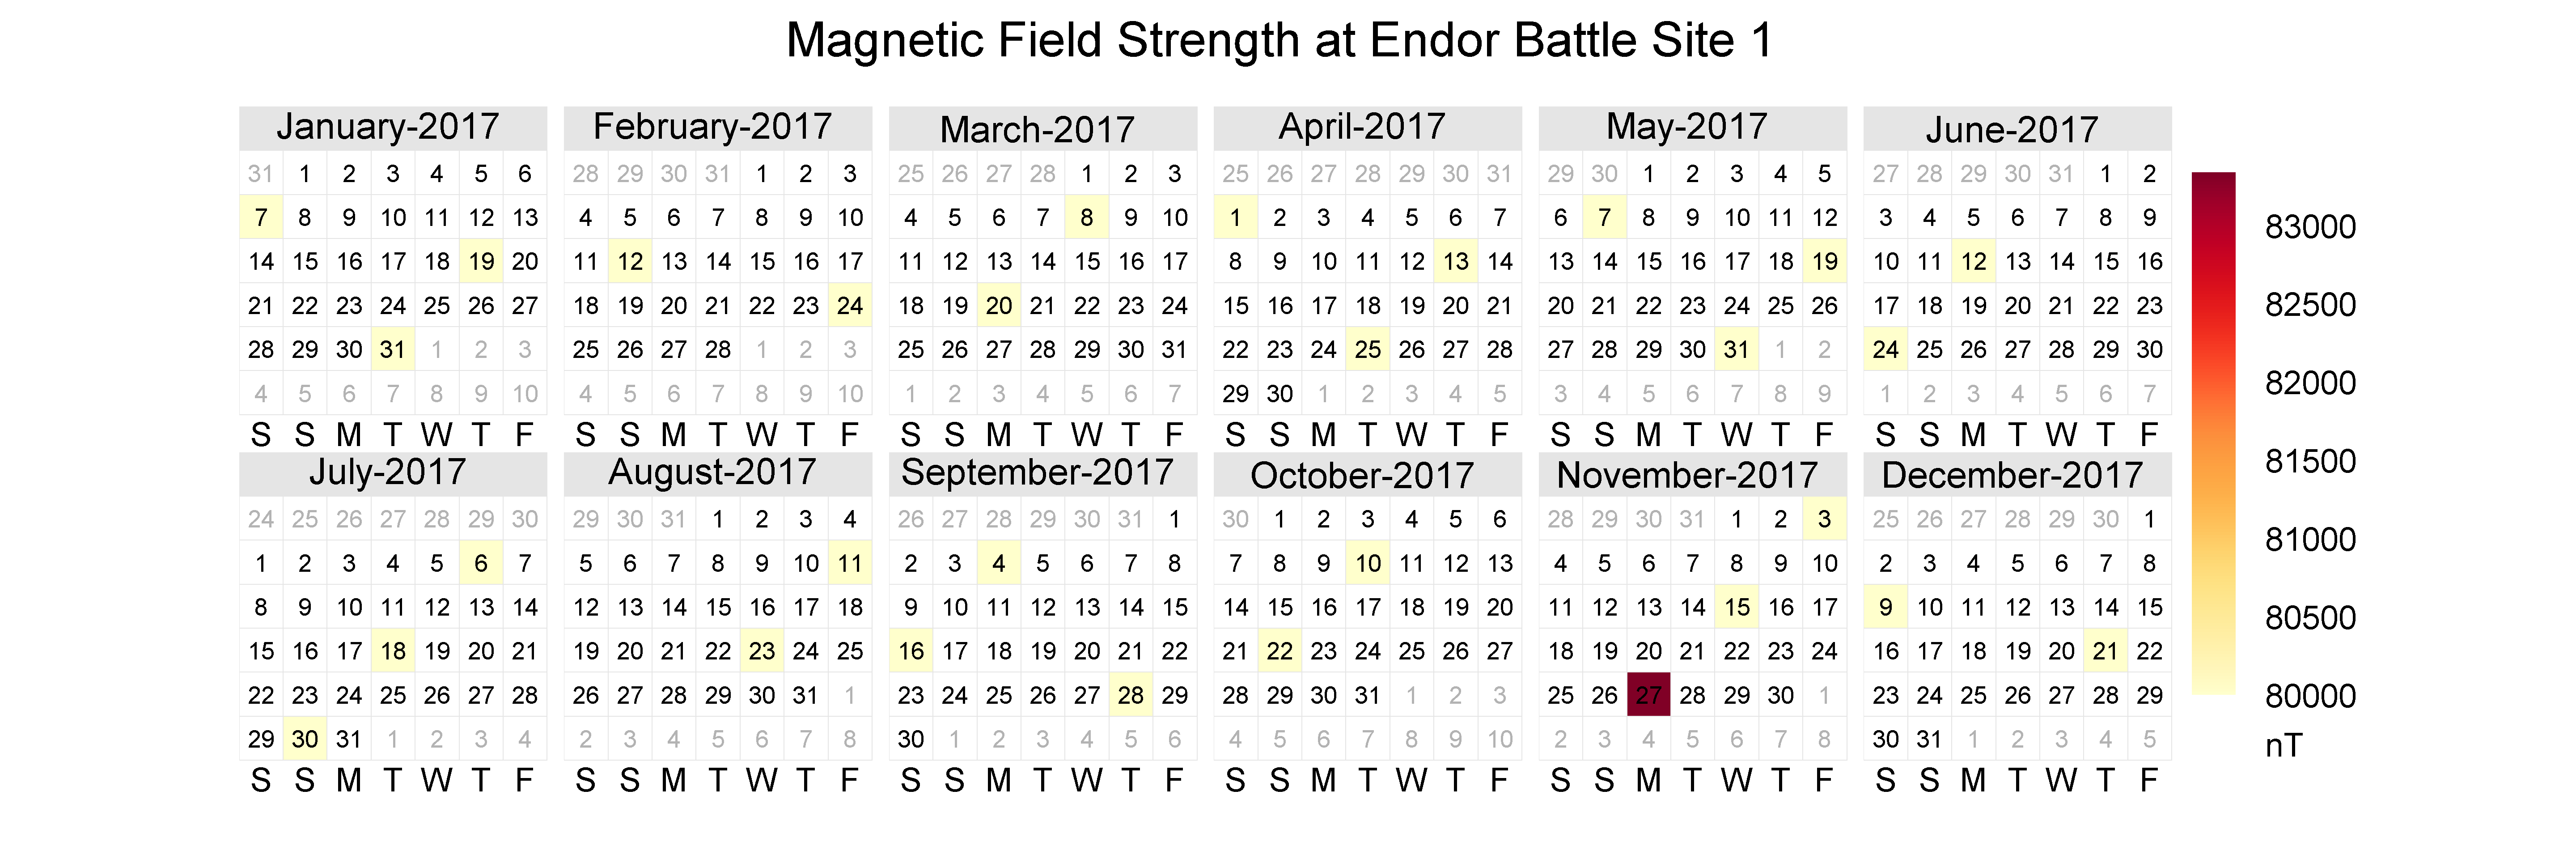 Magnetic Field Strength at Endor Battle Site 1
January-2017 February-2017 March-2017 April-2017 May-2017 June-2017
31 1 2 3 4 5 6 28 29 30 31 1 2 3 25 26 27 28 1 2 3 25 26 27 28 29 30 31 29 30 1 2 3 4 5 27 28 29 30 31 1 2
7 8 9 10 11 12 13 4 5 6 7 8 9 10 4 5 6 7 8 9 10 1 2 3 4 5 6 7 6 7 8 9 10 11 12 3 4 5 6 7 8 9
14 15 16 17 18 19 20 11 12 13 14 15 16 17 11 12 13 14 15 16 17 8 9 10 11 12 13 14 13 14 15 16 17 18 19 10 11 12 13 14 15 16
21 22 23 24 25 26 27 18 19 20 21 22 23 24 18 19 20 21 22 23 24 15 16 17 18 19 20 21 20 21 22 23 24 25 26 17 18 19 20 21 22 23
28 29 30 31 1 2 3 25 26 27 28 1 2 3 25 26 27 28 29 30 31 22 23 24 25 26 27 28 27 28 29 30 31 1 2 24 25 26 27 28 29 30
4 5 6 7 8 9 10 4 5 6 7 8 9 10 1 2 3 4 5 6 7 29 30 1 2 3 4 5 3 4 5 6 7 8 9 1 2 3 4 5 6 7
S S M T W T F S S M T W T F S S M T W T F S S M T W T F S S M T W T F S S M T W T F
July-2017 August-2017 September-2017 October-2017 November-2017 December-2017
24 25 26 27 28 29 30 29 30 31 1 2 3 4 26 27 28 29 30 31 1 30 1 2 3 4 5 6 28 29 30 31 1 2 3 25 26 27 28 29 30 1
1 2 3 4 5 6 7 5 6 7 8 9 10 11 2 3 4 5 6 7 8 7 8 9 10 11 12 13 4 5 6 7 8 9 10 2 3 4 5 6 7 8
8 9 10 11 12 13 14 12 13 14 15 16 17 18 9 10 11 12 13 14 15 14 15 16 17 18 19 20 11 12 13 14 15 16 17 9 10 11 12 13 14 15
15 16 17 18 19 20 21 19 20 21 22 23 24 25 16 17 18 19 20 21 22 21 22 23 24 25 26 27 18 19 20 21 22 23 24 16 17 18 19 20 21 22
22 23 24 25 26 27 28 26 27 28 29 30 31 1 23 24 25 26 27 28 29 28 29 30 31 1 2 3 25 26 27 28 29 30 1 23 24 25 26 27 28 29
29 30 31 1 2 3 4 2 3 4 5 6 7 8 30 1 2 3 4 5 6 4 5 6 7 8 9 10 2 3 4 5 6 7 8 30 31 1 2 3 4 5
S S M T W T F S S M T W T F S S M T W T F S S M T W T F S S M T W T F S S M T W T F
83000
82500
82000
81500
81000
80500
80000
nT